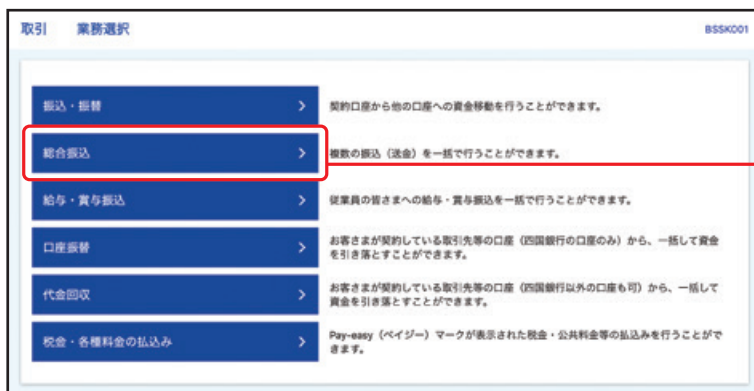 取引　業務選択
BSSK001
振込・振替
契約口座から他の口座への資金移動を行うことができます。
総合振込
複数の振込（送金）を一括で行うことができます。
給与・賞与振込
従業員の皆さまへの給与・賞与振込を一括で行うことができます。
口座振替
お客さまが契約している取引先等の口座（四国銀行の口座のみ）から、一括して資金
を引き落とすことができます。
代金回収
お客さまが契約している取引先等の口座（四国銀行以外の口座も可）から、一括して
資金を引き落とすことができます。
税金・各種料金の払込み
Pay-easy（ペイジー）マークが表示された税金・公共料金等の払込みを行うことがで
きます。